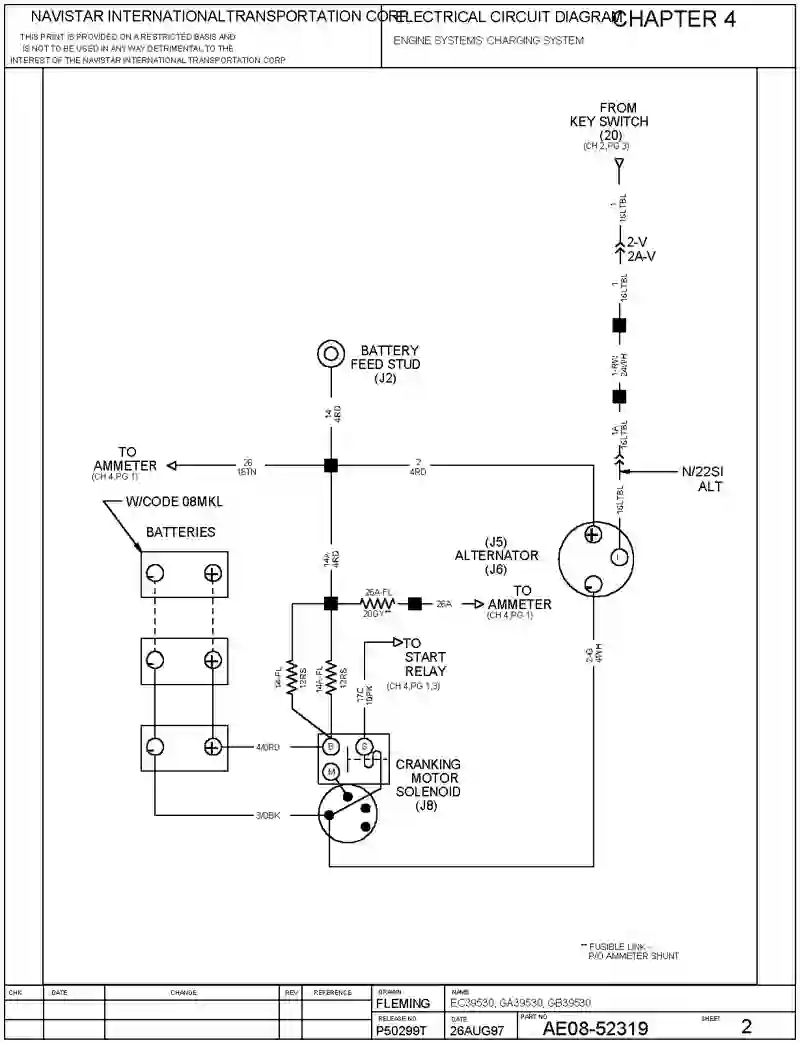 NAVISTAR INTERNATIONAL TRANSPORTATION CORP.
ELECTRICAL CIRCUIT DIAGRAM
CHAPTER 4
THIS PRINT IS PROVIDED ON A RESTRICTED BASIS AND
IS NOT TO BE USED IN ANY WAY DETRIMENTAL TO THE
INTEREST OF THE NAVISTAR INTERNATIONAL TRANSPORTATION CORP
ENGINE SYSTEMS: CHARGING SYSTEM
FROM
KEY SWITCH
(20)
(CH 2,PG 3)
1
16LTBL
2-V
2A-V
1
16LTBL
BATTERY
FEED STUD
(J2)
14
4RD
1A
16LTBL
TO
AMMETER
(CH 4,PG 1)
26
18TN
2
4RD
N/22SI
ALT
16LTBL
W/CODE 08MKL
BATTERIES
14A
4RD
(J5)
ALTERNATOR
(J6)
+
I
-
- +
26A-FL
20GY**
26A
TO
AMMETER
(CH 4,PG 1)
- +
12RS
14A-FL
12RS
17C
10PK
TO
START
RELAY
(CH 4,PG 1,3)
2-G
4WH
- +
4/0RD
B
S
M
CRANKING
MOTOR
SOLENOID
(J8)
3/0BK
** FUSIBLE LINK -
P/O AMMETER SHUNT
CHK
DATE
CHANGE
REV
REFERENCE
DRAWN
FLEMING
NAME
EC39530, GA39530, GB39530
RELEASE NO.
P50299T
DATE
26AUG97
PART NO
AE08-52319
SHEET
2